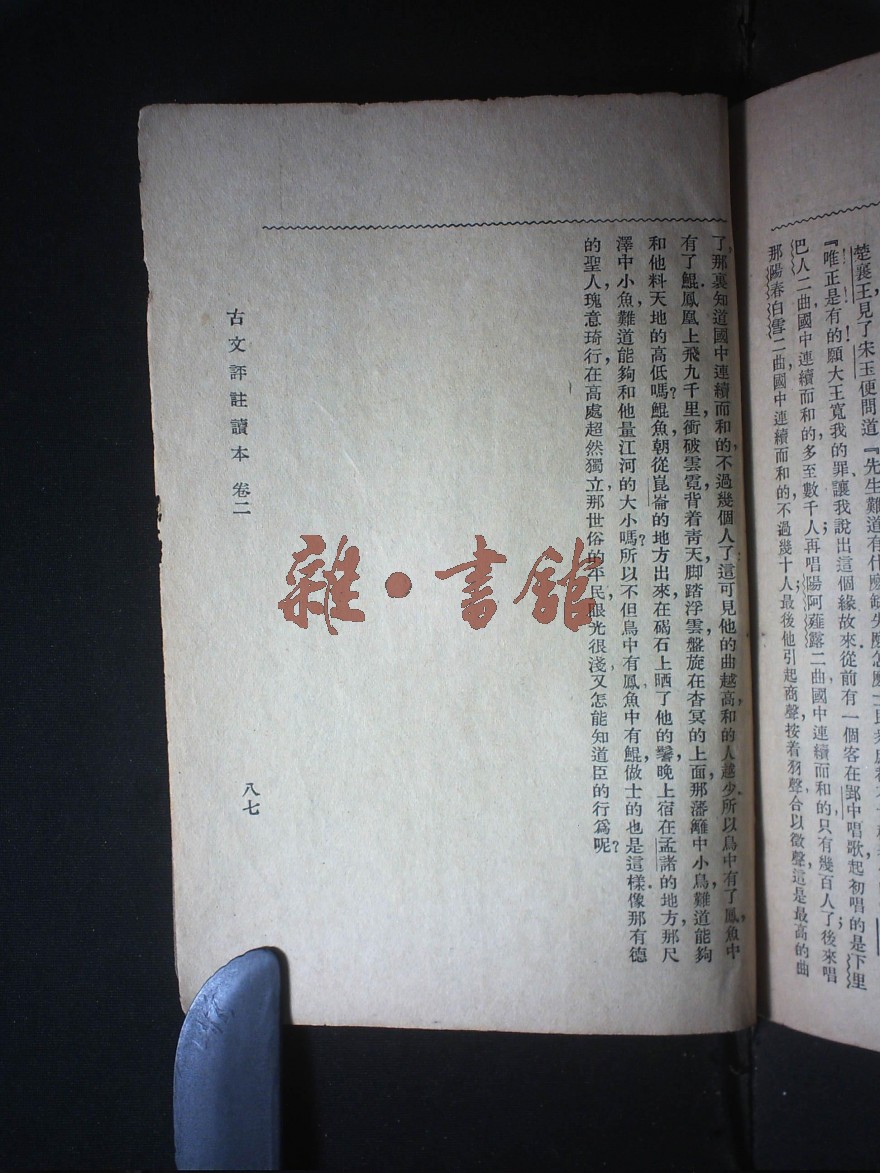 楚襄王見了宋玉便問道『先生難道有什麽缺失麽怎麽士民
『唯正是有的願大王寬我的罪讓我說出這個緣故來從前有一個客在郢中唱歌起初唱的是下里
巴人二曲國中連續而和的多至數千人再唱陽阿薤露二曲國中連續而和的只有幾百人了後來唱
那陽春白雪二曲國中連續而和的不過幾十人最後他引起商聲按着羽聲合以徵聲這是最高的曲
了那裏知道國中連續而和的不過幾個人了這可見他的曲越高和的人越少所以鳥中有了鳳魚中
有了鯤鳳凰上飛九千里衝破雲霓背着靑天脚踏浮雲盤旋在杳冥的上面那藩籬中小鳥難道能夠
和他料天地的高低嗎？鯤魚朝從崑崙的地方出來在碣石上晒了他的鬐晚上宿在孟諸的地方那尺
澤中小魚難道能夠和他量江河的大小嗎？所以不但鳥中有鳳魚中有鯤做士的也是這樣像那有德
的聖人瑰意琦行在高處超然獨立那世俗的平民眼光很淺又怎能知道臣的行爲呢？
古文評註讀本 卷二
八七
雜·書舘